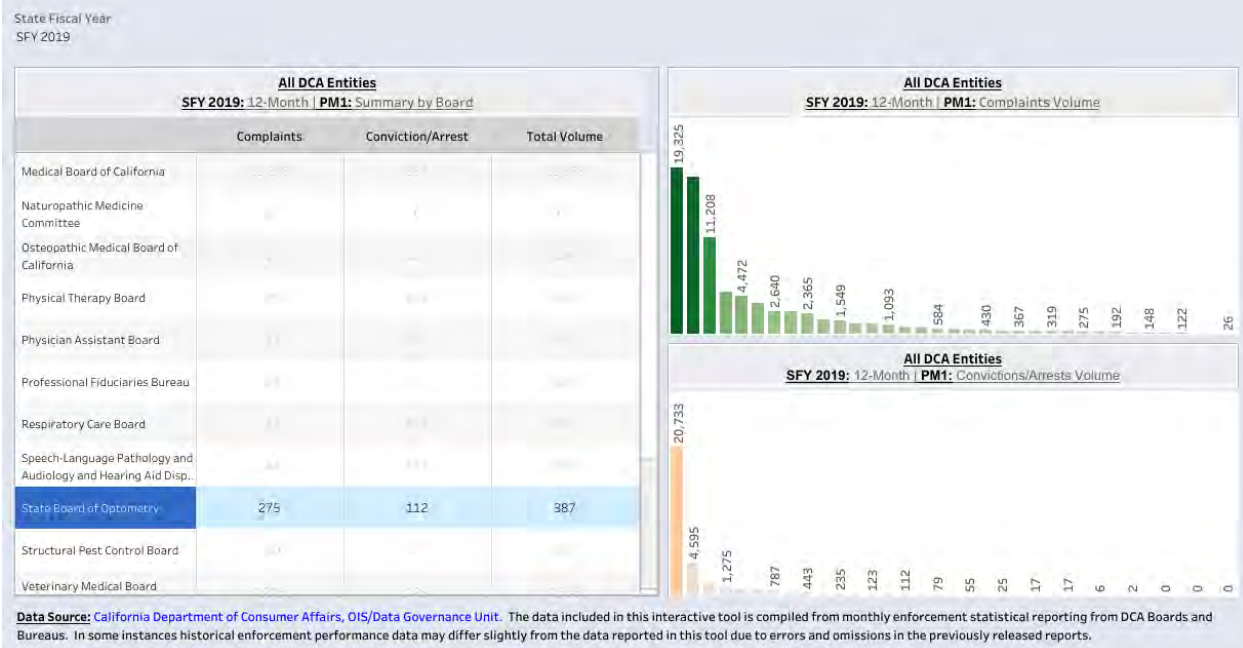 State Fiscal Year
SFY 2019
All DCA Entities
SFY 2019: 12-Month | PM1: Summary by Board
Complaints Conviction/Arrest Total Volume
Medical Board of California
Naturopathic Medicine
Committee
Osteopathic Medical Board of
California
Physical Therapy Board
Physician Assistant Board
Professional Fiduciaries Bureau
Respiratory Care Board
Speech-Language Pathology and
Audiology and Hearing Aid Disp..
State Board of Optometry 275 112 387
Structural Pest Control Board
Veterinary Medical Board
All DCA Entities
SFY 2019: 12-Month | PM1: Complaints Volume
19,325
11,208
4,472
2,640
2,365
1,549
1,093
584
430
367
319
275
192
148
122
26
All DCA Entities
SFY 2019: 12-Month | PM1: Convictions/Arrests Volume
20,733
4,595
1,275
787
443
235
123
112
79
55
25
17
17
6
2
0
0
0
Data Source: California Department of Consumer Affairs, OIS/Data Governance Unit. The data included in this interactive tool is compiled from monthly enforcement statistical reporting from DCA Boards and
Bureaus. In some instances historical enforcement performance data may differ slightly from the data reported in this tool due to errors and omissions in the previously released reports.